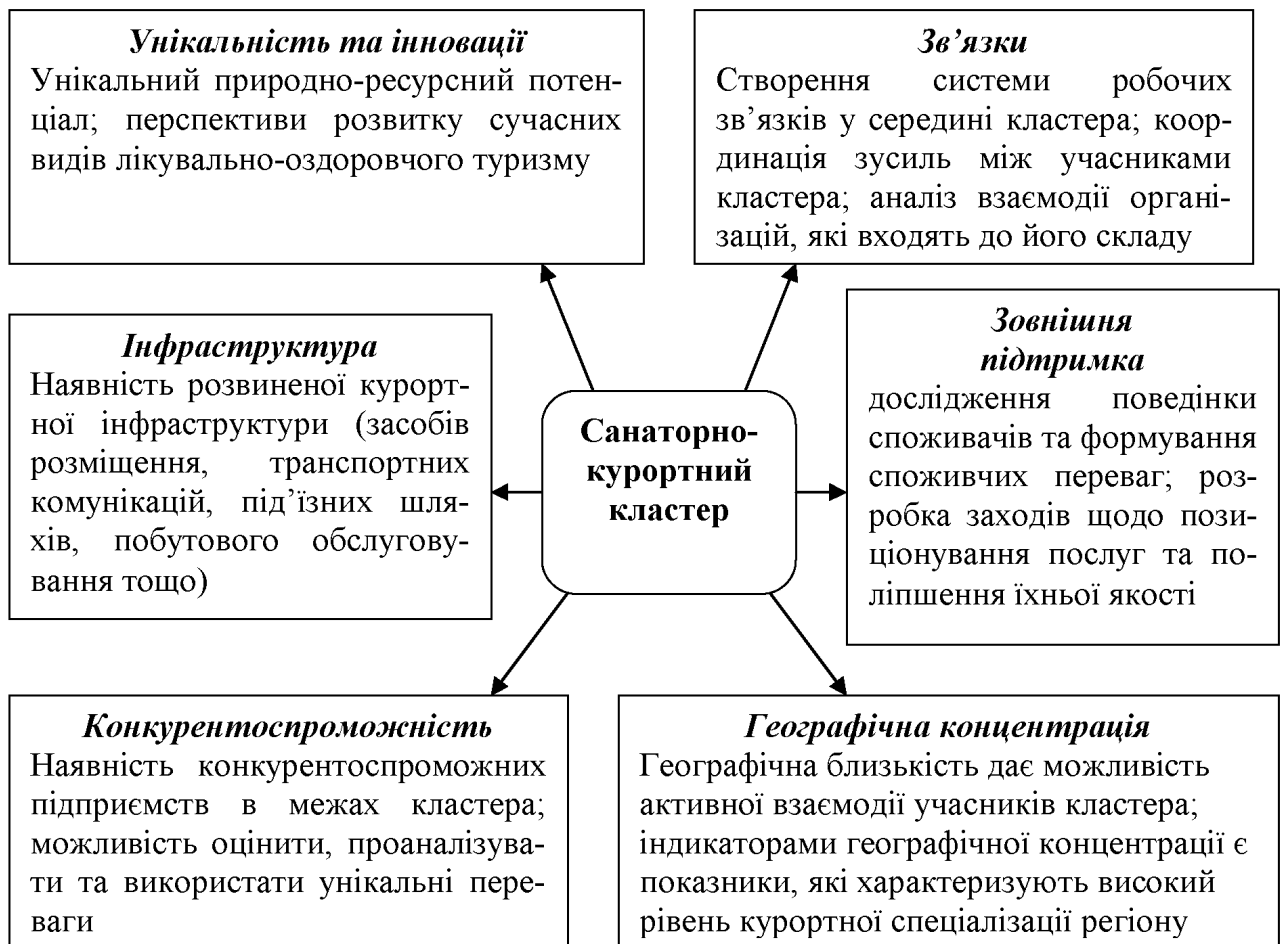 Унікальність та інновації
Унікальний природно-ресурсний потен-
ціал; перспективи розвитку сучасних
видів лікувально-оздоровчого туризму
Зв’язки
Створення системи робочих
зв’язків у середині кластера; коор-
динація зусиль між учасниками
кластера; аналіз взаємодії органі-
зацій, які входять до його складу
Інфраструктура
Наявність розвиненої курорт-
ної інфраструктури (засобів
розміщення, транспортних
комунікацій, під’їзних шля-
хів, побутового обслугову-
вання тощо)
Санаторно-
курортний
кластер
Зовнішня
підтримка
дослідження поведінки
споживачів та формування
споживчих переваг; роз-
робка заходів щодо пози-
ціонування послуг та по-
ліпшення їхньої якості
Конкурентоспроможність
Наявність конкурентоспроможних
підприємств в межах кластера;
можливість оцінити, проаналізува-
ти та використати унікальні пере-
ваги
Географічна концентрація
Географічна близькість дає можливість
активної взаємодії учасників кластера;
індикаторами географічної концентрації є
показники, які характеризують високий
рівень курортної спеціалізації регіону